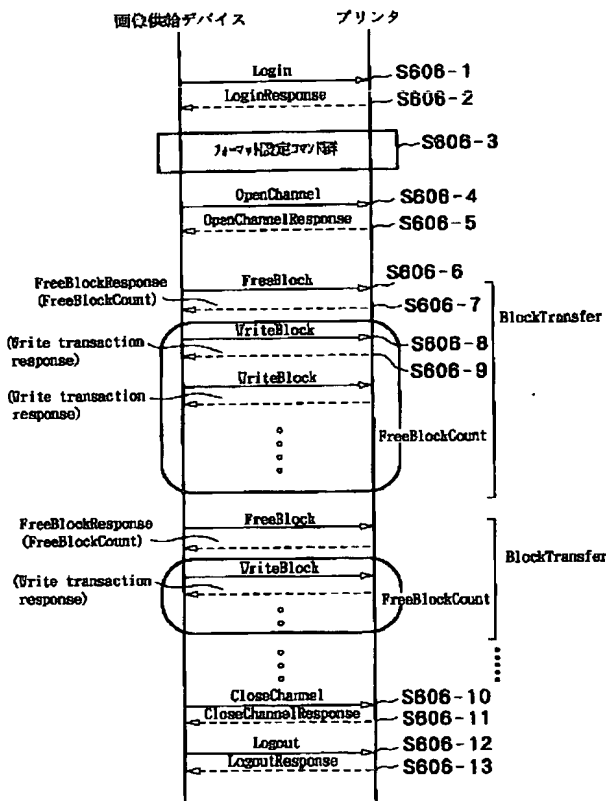 画位供給デバイス プリンタ
Login S606-1
LoginResponse S606-2
フォーマット設定コマンド群 S606-3
OpenChannel S606-4
OpenChannelResponse S606-5
FreeBlock S606-6
FreeBlockResponse
(FreeBlockCount) S606-7
BlockTransfer
WriteBlock S606-8
(Write transaction
response) S606-9
WriteBlock
(Write transaction
response)
FreeBlockCount
FreeBlockResponse
(FreeBlockCount)
FreeBlock
BlockTransfer
WriteBlock
(Write transaction
response)
FreeBlockCount
CloseChannel S606-10
CloseChannelResponse S606-11
Logout S606-12
LogoutResponse S606-13